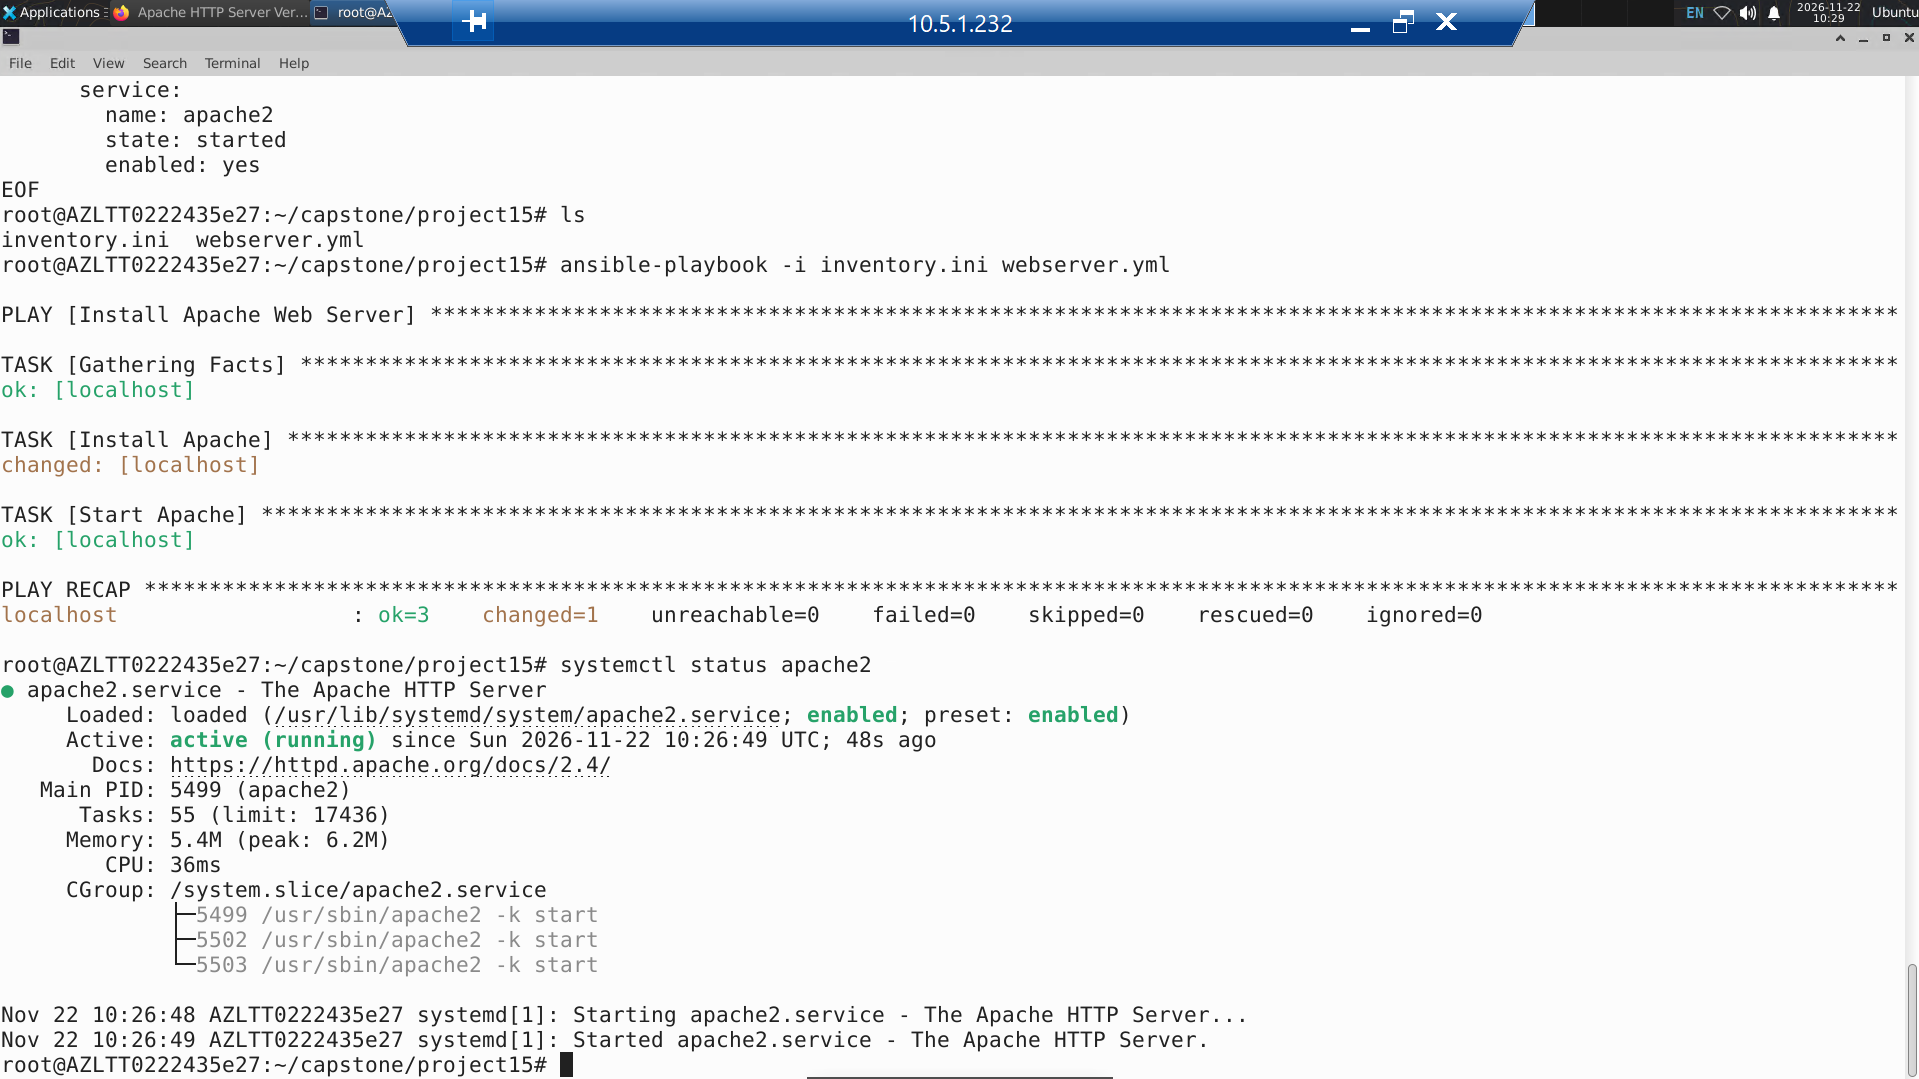 Applications
Apache HTTP Server Ver...
root@AZ
10.5.1.232
EN
2026-11-22
10:29
Ubuntu
File Edit View Search Terminal Help
      service:
        name: apache2
        state: started
        enabled: yes
EOF
root@AZLTT0222435e27:~/capstone/project15# ls
inventory.ini  webserver.yml
root@AZLTT0222435e27:~/capstone/project15# ansible-playbook -i inventory.ini webserver.yml
PLAY [Install Apache Web Server] *****************************************************************************************************************
TASK [Gathering Facts] ***************************************************************************************************************************
ok: [localhost]
TASK [Install Apache] ****************************************************************************************************************************
changed: [localhost]
TASK [Start Apache] ******************************************************************************************************************************
ok: [localhost]
PLAY RECAP ***************************************************************************************************************************************
localhost                  : ok=3    changed=1    unreachable=0    failed=0    skipped=0    rescued=0    ignored=0
root@AZLTT0222435e27:~/capstone/project15# systemctl status apache2
● apache2.service - The Apache HTTP Server
     Loaded: loaded (/usr/lib/systemd/system/apache2.service; enabled; preset: enabled)
     Active: active (running) since Sun 2026-11-22 10:26:49 UTC; 48s ago
       Docs: https://httpd.apache.org/docs/2.4/
   Main PID: 5499 (apache2)
      Tasks: 55 (limit: 17436)
     Memory: 5.4M (peak: 6.2M)
        CPU: 36ms
     CGroup: /system.slice/apache2.service
             ├─5499 /usr/sbin/apache2 -k start
             ├─5502 /usr/sbin/apache2 -k start
             └─5503 /usr/sbin/apache2 -k start
Nov 22 10:26:48 AZLTT0222435e27 systemd[1]: Starting apache2.service - The Apache HTTP Server...
Nov 22 10:26:49 AZLTT0222435e27 systemd[1]: Started apache2.service - The Apache HTTP Server.
root@AZLTT0222435e27:~/capstone/project15#